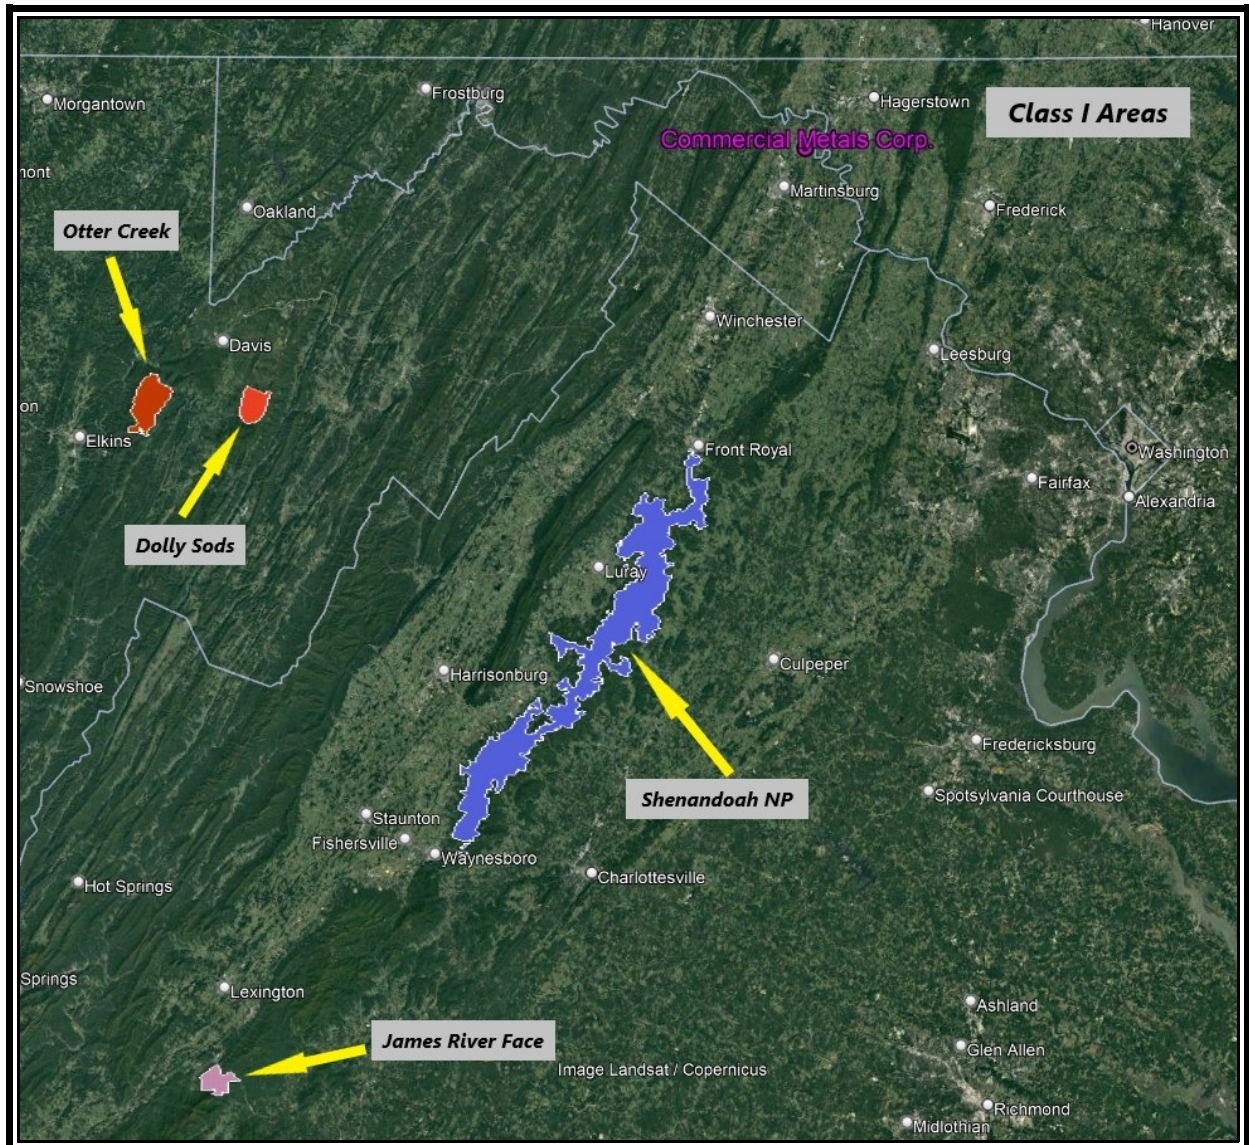 Hanover
Morgantown
Frostburg
Hagerstown
Class I Areas
Commercial Metals Corp.
mont
Martinsburg
Oakland
Frederick
Otter Creek
Winchester
Davis
Leesburg
on
Elkins
Front Royal
Washington
Fairfax
Alexandria
Dolly Sods
Luray
Culpeper
Harrisonburg
Snowshoe
Fredericksburg
Shenandoah NP
Spotsylvania Courthouse
Staunton
Fishersville
Waynesboro
Charlottesville
Hot Springs
Springs
Lexington
Ashland
James River Face
Glen Allen
Image Landsat / Copernicus
Richmond
Midlothian